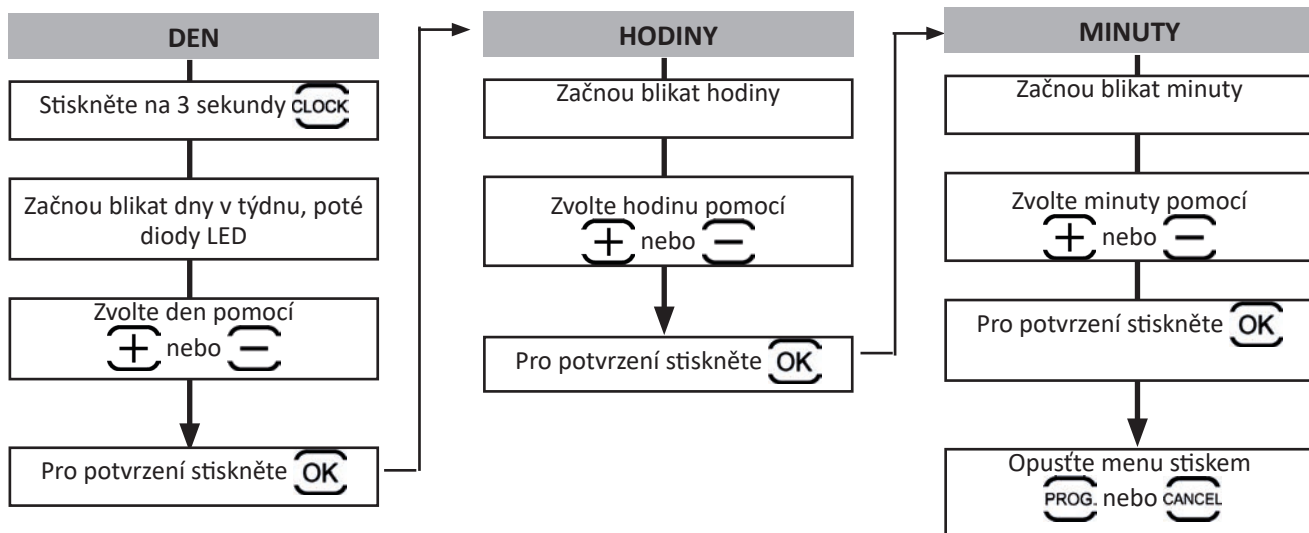 DEN
Stiskněte na 3 sekundy CLOCK
Začnou blikat dny v týdnu, poté
diody LED
Zvolte den pomocí
+ nebo −
Pro potvrzení stiskněte OK
HODINY
Začnou blikat hodiny
Zvolte hodinu pomocí
+ nebo −
Pro potvrzení stiskněte OK
MINUTY
Začnou blikat minuty
Zvolte minuty pomocí
+ nebo −
Pro potvrzení stiskněte OK
Opusťte menu stiskem
PROG. nebo CANCEL